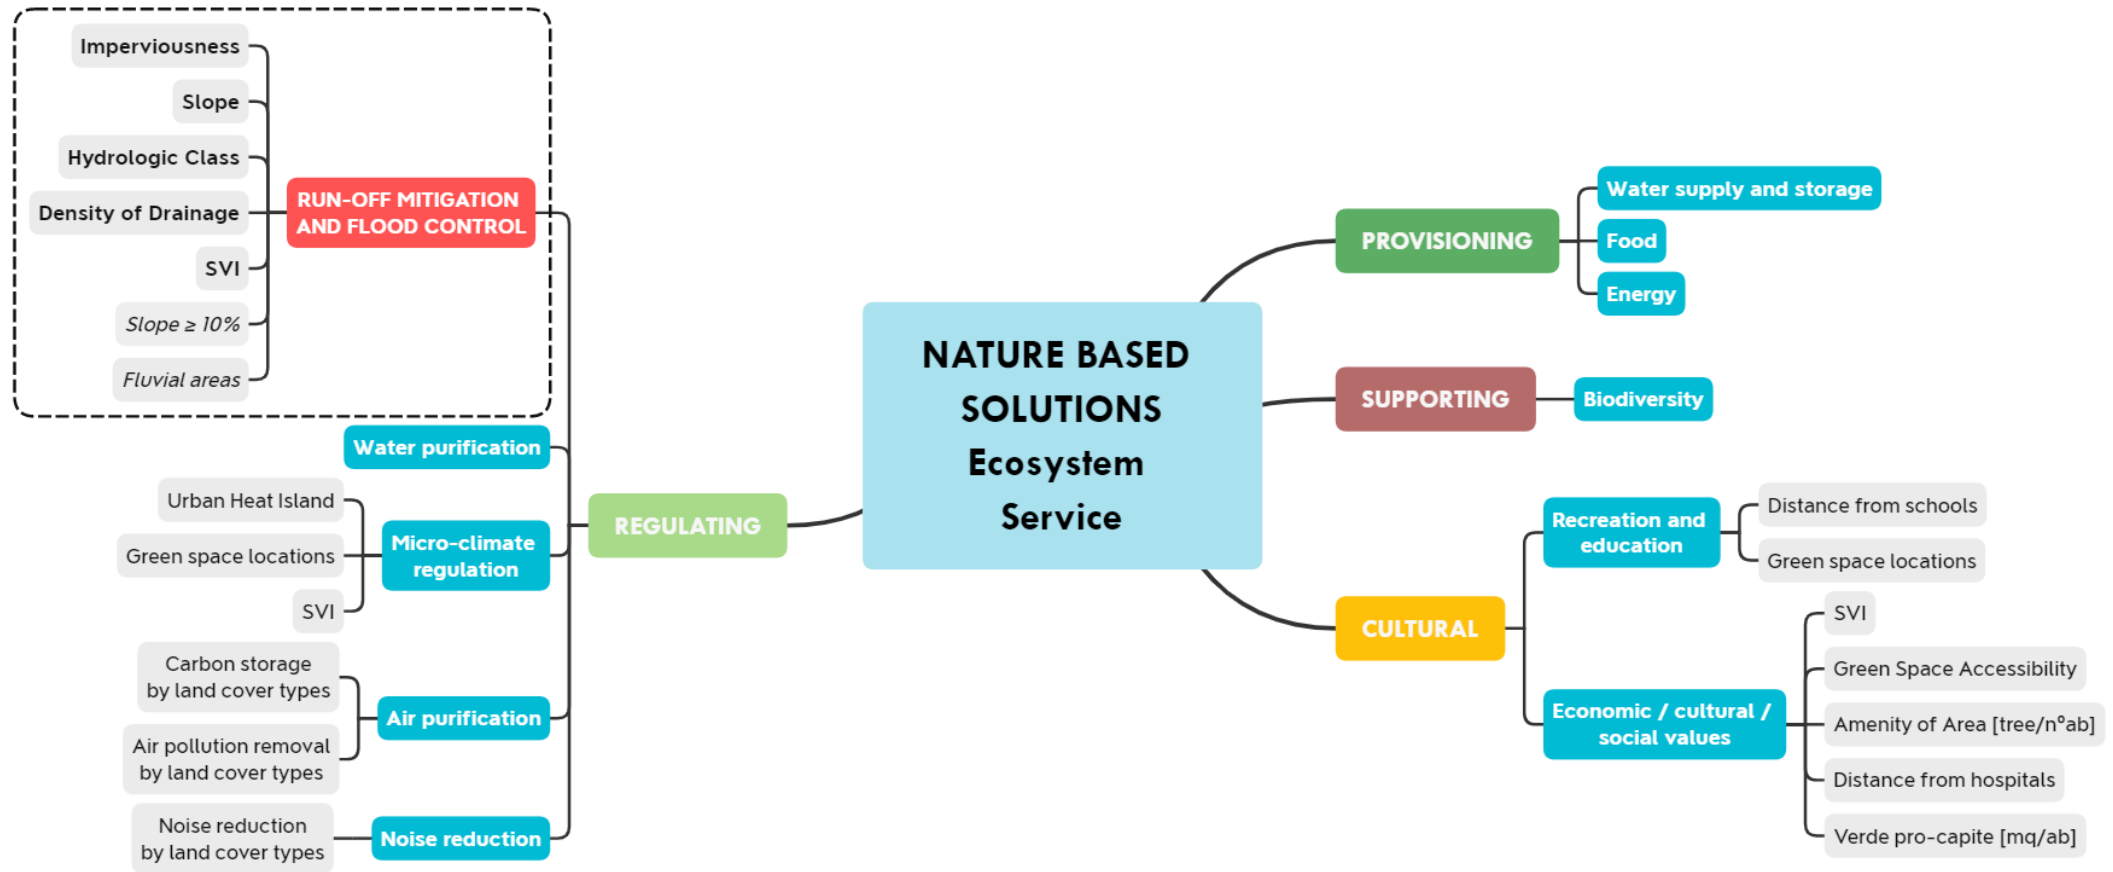 Imperviousness
Slope
Hydrologic Class
Density of Drainage
SVI
Slope ≥ 10%
Fluvial areas
RUN-OFF MITIGATION
AND FLOOD CONTROL
Water purification
Urban Heat Island
Green space locations
SVI
Micro-climate
regulation
Carbon storage
by land cover types
Air pollution removal
by land cover types
Air purification
Noise reduction
by land cover types
Noise reduction
REGULATING
NATURE BASED
SOLUTIONS
Ecosystem
Service
PROVISIONING
Water supply and storage
Food
Energy
SUPPORTING
Biodiversity
CULTURAL
Recreation and
education
Distance from schools
Green space locations
Economic / cultural /
social values
SVI
Green Space Accessibility
Amenity of Area [tree/n°ab]
Distance from hospitals
Verde pro-capite [mq/ab]